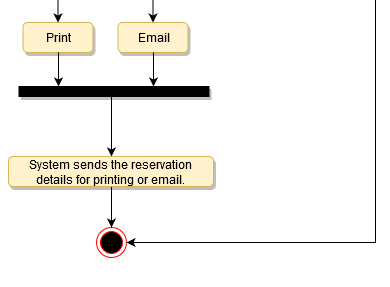 Print
Email
System sends the reservation
details for printing or email.